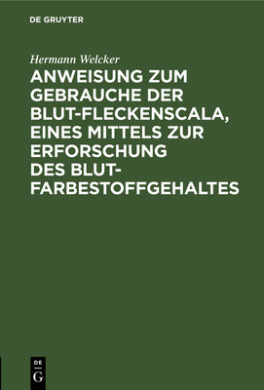 DE GRUYTER
Hermann Welcker
ANWEISUNG ZUM
GEBRAUCHE DER
BLUT-FLECKENSCALA,
EINES MITTELS ZUR
ERFORSCHUNG
DES BLUT-
FARBESTOFFGEHALTES
DE
G